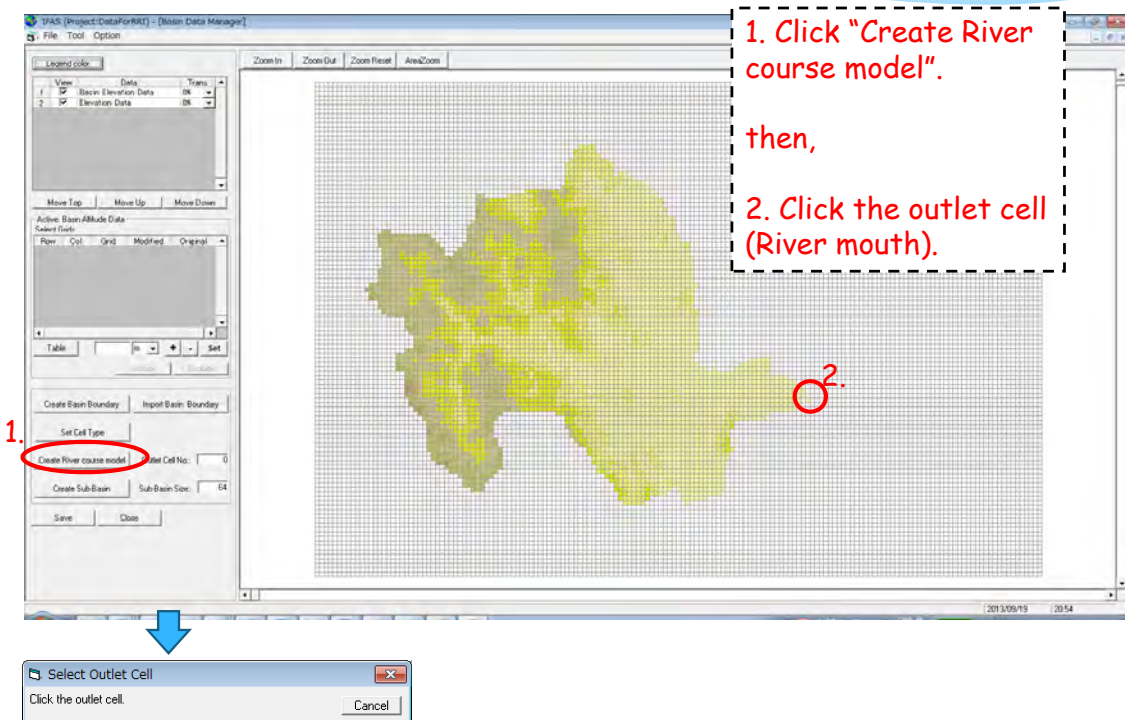 IFAS (Project:DataForRRI) - [Basin Data Manager]
File Tool Option
Legend color
Zoom In Zoom Out Zoom Reset AreaZoom
View Data Trans
1 Basin Elevation Data 0%
2 Elevation Data 0%
Move Top Move Up Move Down
Active: Basin Altitude Data
Select Grids
Row Col Grid Modified Original
Table m + - Set
Create Basin Boundary Import Basin Boundary
Set Cell Type
1.
Create River course model Outlet Cell No.: 0
Create Sub-Basin Sub-Basin Size: 64
Save Close
1. Click “Create River
course model”.
then,
2. Click the outlet cell
(River mouth).
2.
2013/09/19 20:54
Select Outlet Cell
Click the outlet cell.
Cancel